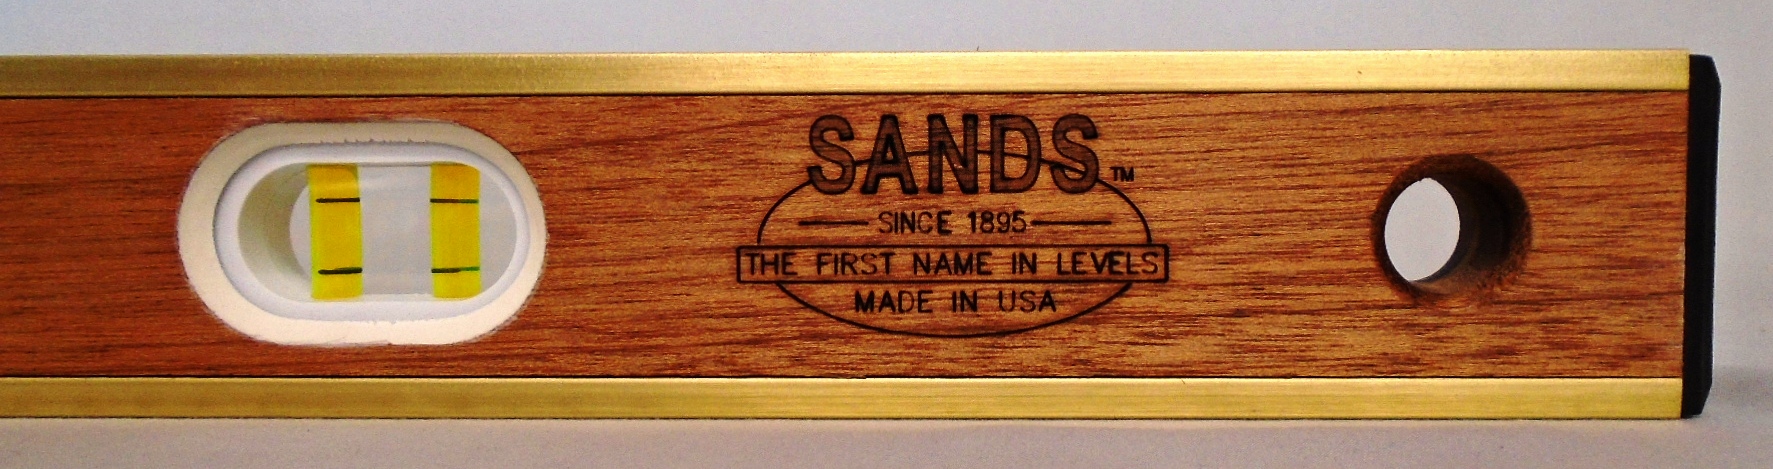 SANDS™
SINCE 1895
THE FIRST NAME IN LEVELS
MADE IN USA